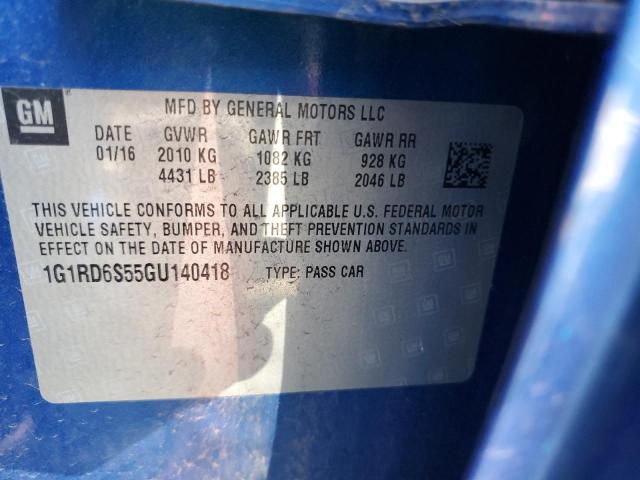 GM
MFD BY GENERAL MOTORS LLC
DATE GVWR GAWR FRT GAWR RR
01/16 2010 KG 1082 KG 928 KG
4431 LB 2385 LB 2046 LB
THIS VEHICLE CONFORMS TO ALL APPLICABLE U.S. FEDERAL MOTOR
VEHICLE SAFETY, BUMPER, AND THEFT PREVENTION STANDARDS IN
EFFECT ON THE DATE OF MANUFACTURE SHOWN ABOVE.
1G1RD6S55GU140418 TYPE: PASS CAR